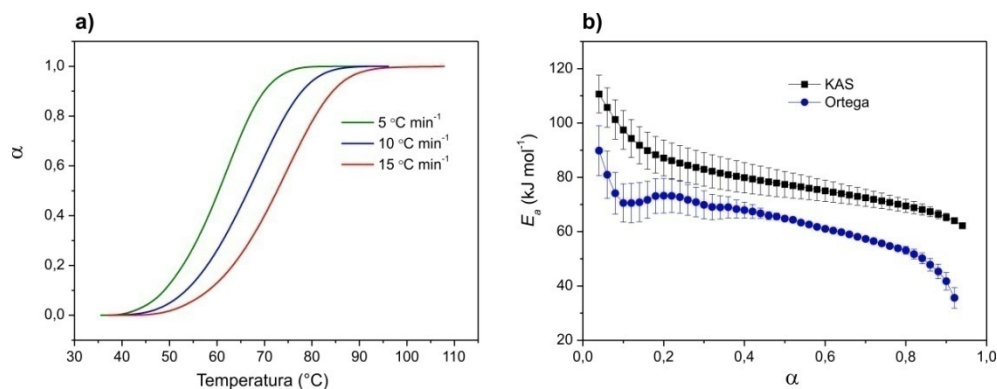 a)
1,0
0,8
0,6
0,4
0,2
0,0
α
5 °C min⁻¹
10 °C min⁻¹
15 °C min⁻¹
30 40 50 60 70 80 90 100 110
Temperatura (°C)
b)
120
100
80
60
40
20
Eₐ (kJ mol⁻¹)
KAS
Ortega
0,0 0,2 0,4 0,6 0,8 1,0
α